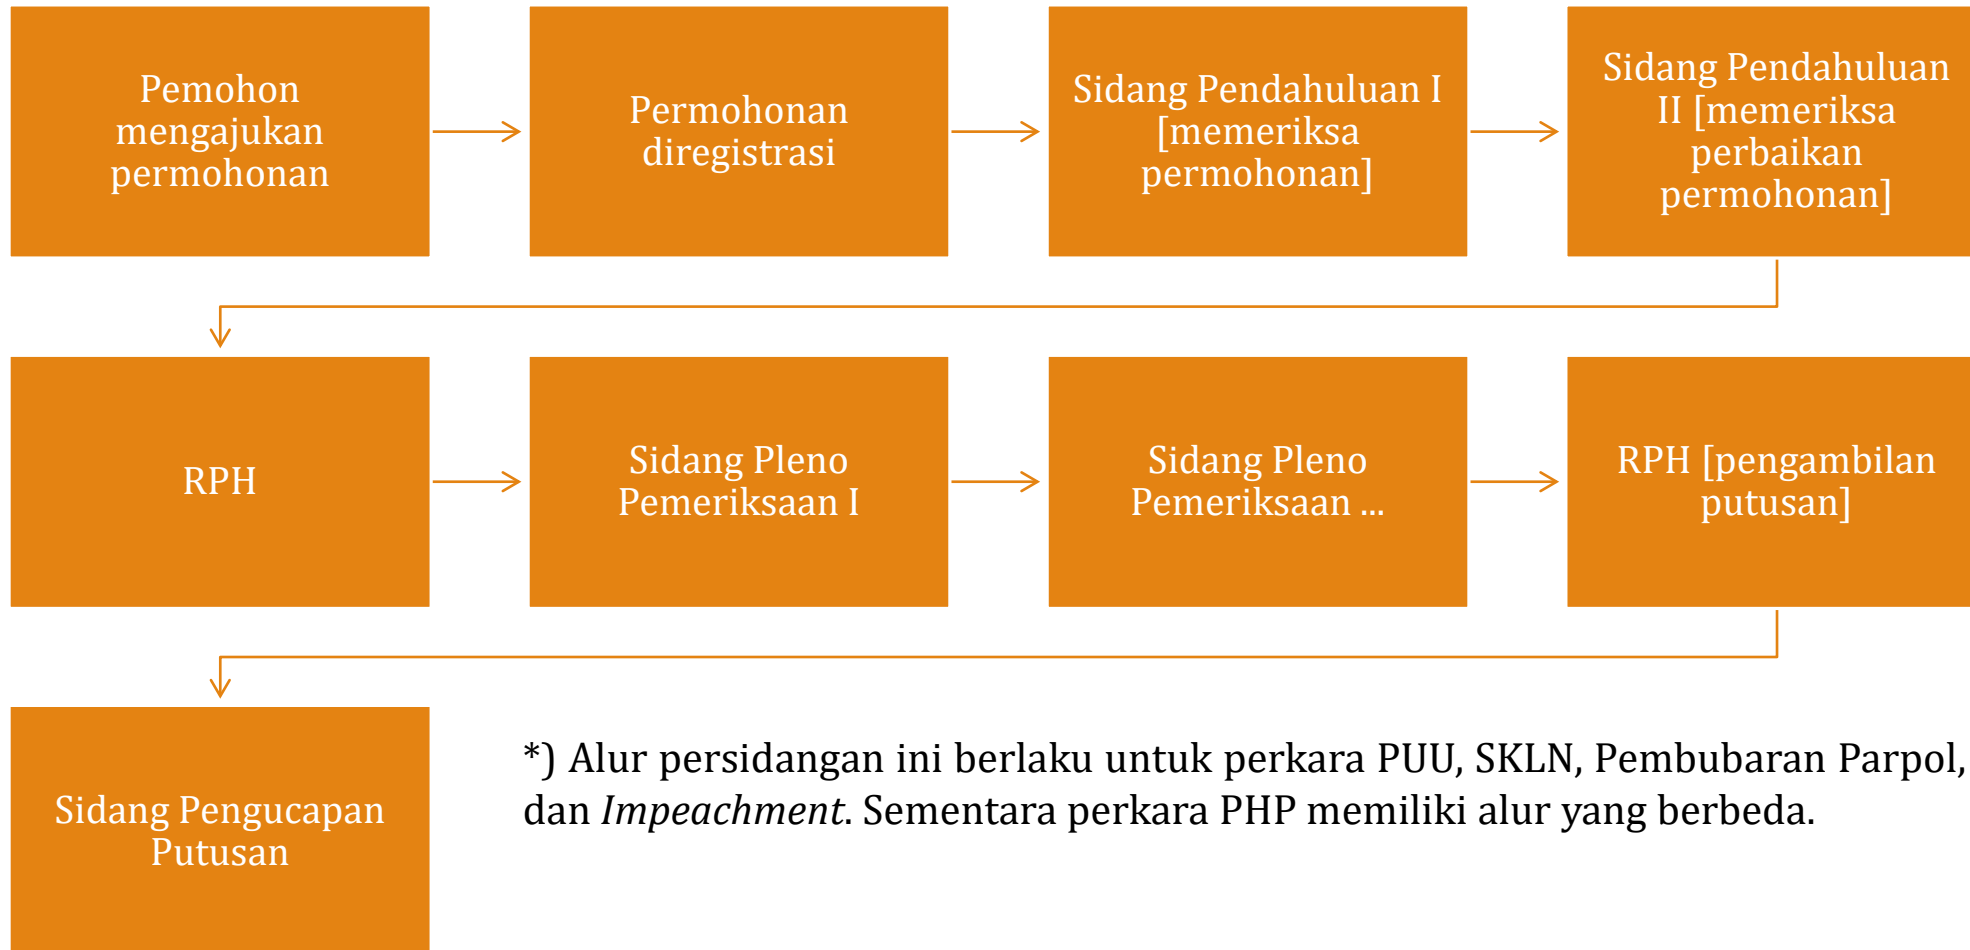 Pemohon
mengajukan
permohonan
Permohonan
diregistrasi
Sidang Pendahuluan I
[memeriksa
permohonan]
Sidang Pendahuluan
II [memeriksa
perbaikan
permohonan]
RPH
Sidang Pleno
Pemeriksaan I
Sidang Pleno
Pemeriksaan ...
RPH [pengambilan
putusan]
Sidang Pengucapan
Putusan
*) Alur persidangan ini berlaku untuk perkara PUU, SKLN, Pembubaran Parpol,
dan Impeachment. Sementara perkara PHP memiliki alur yang berbeda.